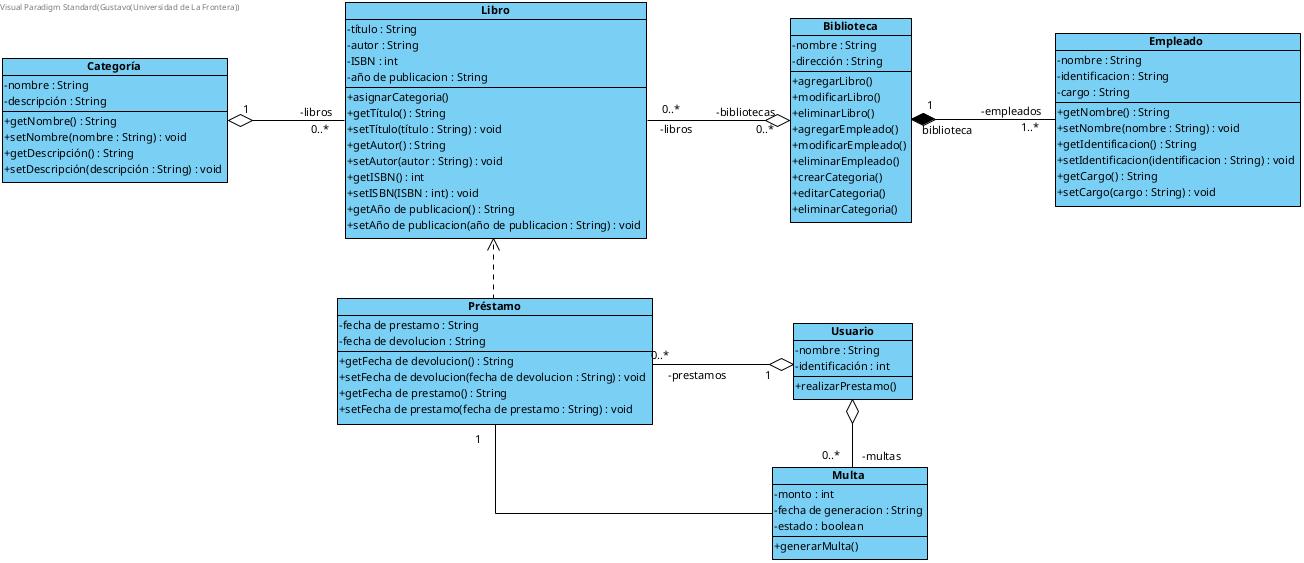 Visual Paradigm Standard(Gustavo(Universidad de La Frontera))
Categoría
-nombre : String
-descripción : String
+getNombre() : String
+setNombre(nombre : String) : void
+getDescripción() : String
+setDescripción(descripción : String) : void
1
-libros
0..*
Libro
-título : String
-autor : String
-ISBN : int
-año de publicacion : String
+asignarCategoria()
+getTítulo() : String
+setTítulo(título : String) : void
+getAutor() : String
+setAutor(autor : String) : void
+getISBN() : int
+setISBN(ISBN : int) : void
+getAño de publicacion() : String
+setAño de publicacion(año de publicacion : String) : void
0..*
-libros
-bibliotecas
0..*
Biblioteca
-nombre : String
-dirección : String
+agregarLibro()
+modificarLibro()
+eliminarLibro()
+agregarEmpleado()
+modificarEmpleado()
+eliminarEmpleado()
+crearCategoria()
+editarCategoria()
+eliminarCategoria()
1
biblioteca
-empleados
1..*
Empleado
-nombre : String
-identificacion : String
-cargo : String
+getNombre() : String
+setNombre(nombre : String) : void
+getIdentificacion() : String
+setIdentificacion(identificacion : String) : void
+getCargo() : String
+setCargo(cargo : String) : void
Préstamo
-fecha de prestamo : String
-fecha de devolucion : String
+getFecha de devolucion() : String
+setFecha de devolucion(fecha de devolucion : String) : void
+getFecha de prestamo() : String
+setFecha de prestamo(fecha de prestamo : String) : void
0..*
-prestamos
1
Usuario
-nombre : String
-identificación : int
+realizarPrestamo()
1
0..*
-multas
Multa
-monto : int
-fecha de generacion : String
-estado : boolean
+generarMulta()